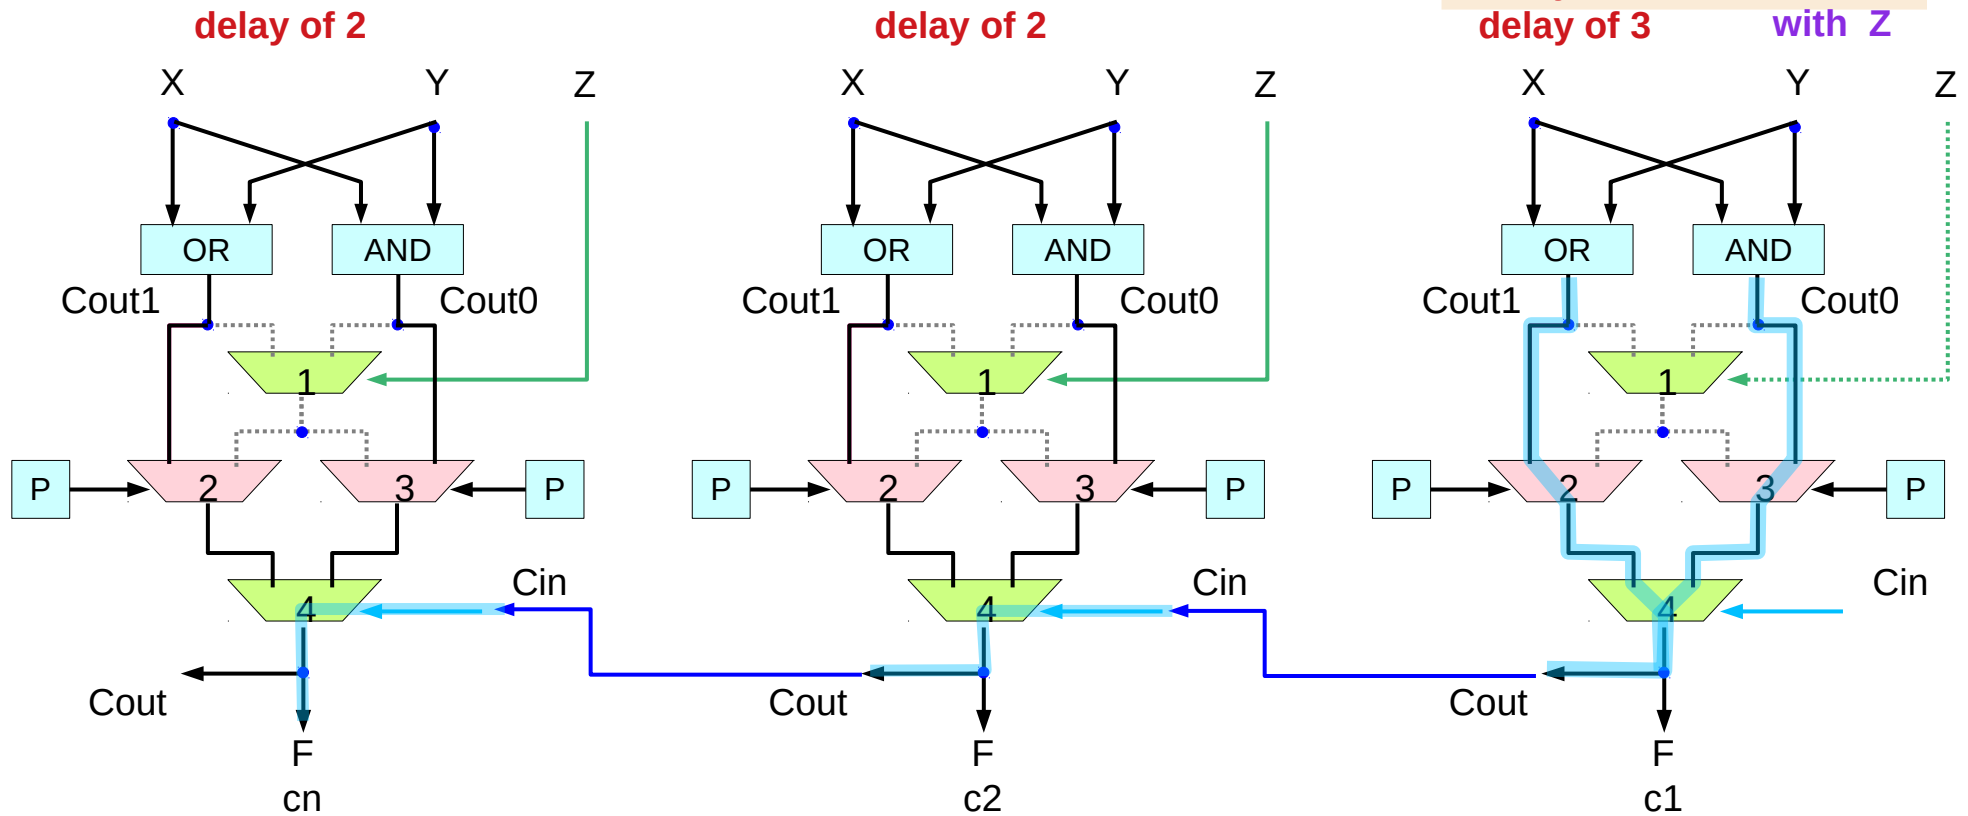 delay of 2 delay of 2 delay of 3 with Z
X Y Z X Y Z X Y Z
OR AND OR AND OR AND
Cout1 Cout0 Cout1 Cout0 Cout1 Cout0
1 1 1
P 2 3 P P 2 3 P P 2 3 P
4 Cin 4 Cin 4 Cin
Cout Cout Cout
F F F
cn c2 c1